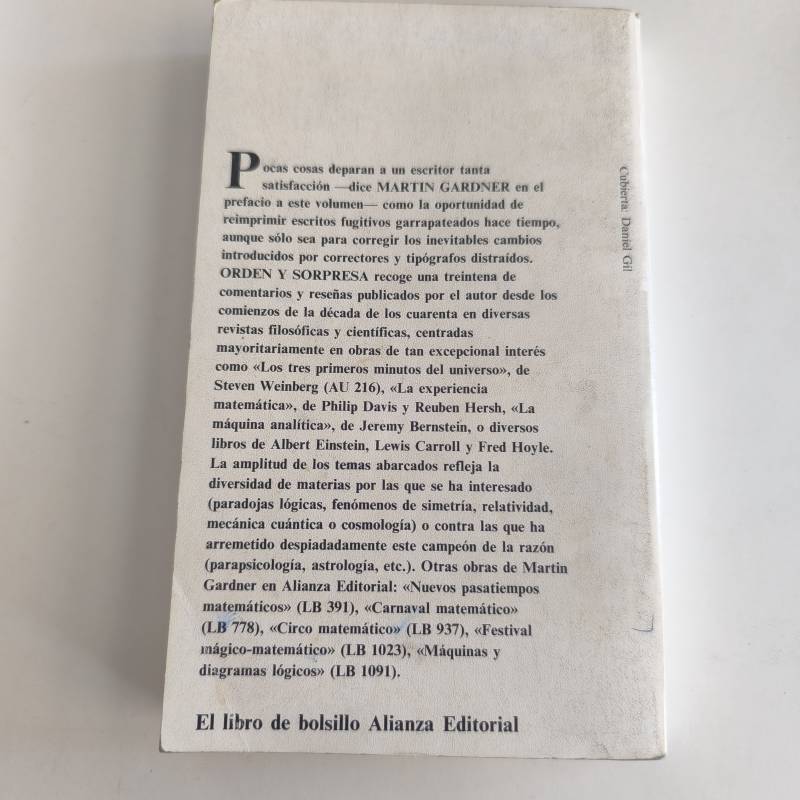 Pocas cosas deparan a un escritor tanta
satisfacción —dice MARTIN GARDNER en el
prefacio a este volumen— como la oportunidad de
reimprimir escritos fugitivos garrapateados hace tiempo,
aunque sólo sea para corregir los inevitables cambios
introducidos por correctores y tipógrafos distraídos.
ORDEN Y SORPRESA recoge una treintena de
comentarios y reseñas publicados por el autor desde los
comienzos de la década de los cuarenta en diversas
revistas filosóficas y científicas, centradas
mayoritariamente en obras de tan excepcional interés
como «Los tres primeros minutos del universo», de
Steven Weinberg (AU 216), «La experiencia
matemática», de Philip Davis y Reuben Hersh, «La
máquina analítica», de Jeremy Bernstein, o diversos
libros de Albert Einstein, Lewis Carroll y Fred Hoyle.
La amplitud de los temas abarcados refleja la
diversidad de materias por las que se ha interesado
(paradojas lógicas, fenómenos de simetría, relatividad,
mecánica cuántica o cosmología) o contra las que ha
arremetido despiadadamente este campeón de la razón
(parapsicología, astrología, etc.). Otras obras de Martin
Gardner en Alianza Editorial: «Nuevos pasatiempos
matemáticos» (LB 391), «Carnaval matemático»
(LB 778), «Circo matemático» (LB 937), «Festival
mágico-matemático» (LB 1023), «Máquinas y
diagramas lógicos» (LB 1091).
El libro de bolsillo Alianza Editorial
Cubierta: Daniel Gil